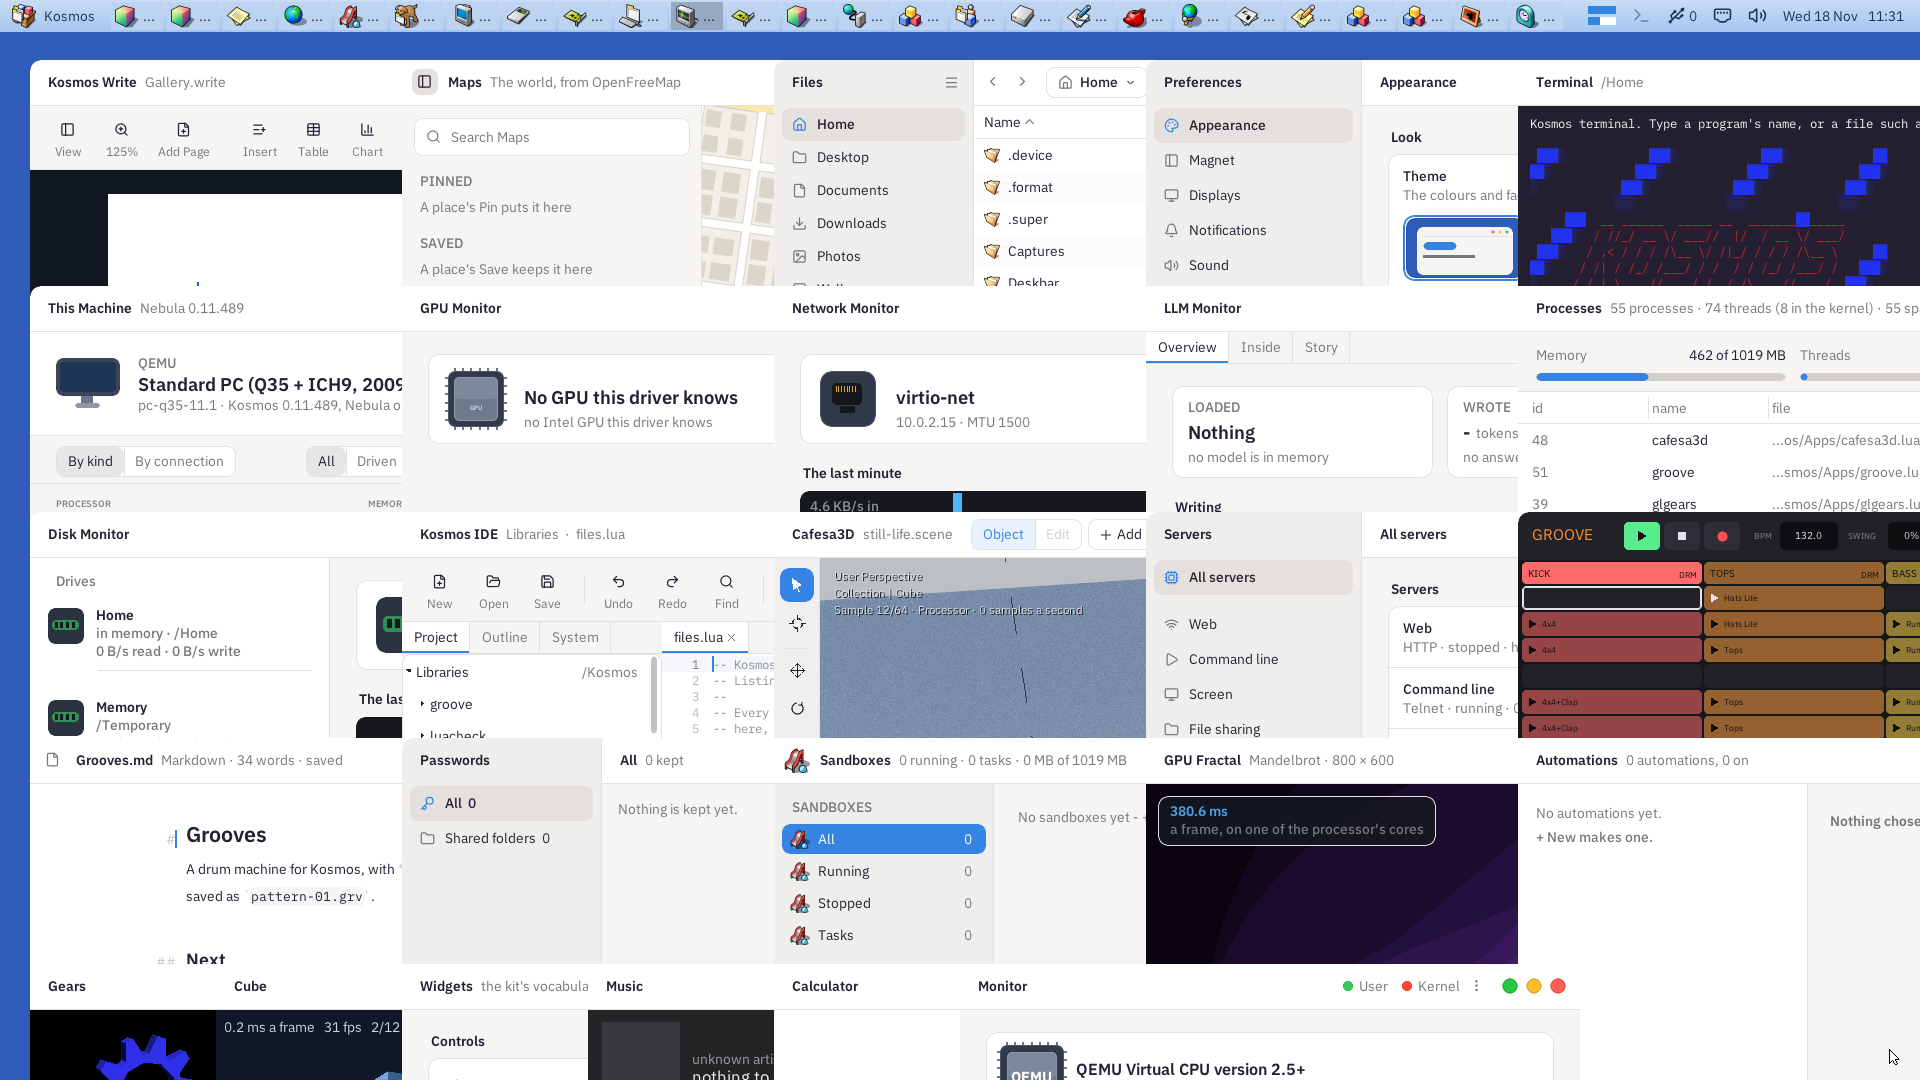 Kosmos
0
Wed 18 Nov 11:31
Kosmos Write Gallery.write
View
125%
Add Page
Insert
Table
Chart
Maps The world, from OpenFreeMap
Search Maps
PINNED
A place's Pin puts it here
SAVED
A place's Save keeps it here
Files
Home
Desktop
Documents
Downloads
Photos
Home
Name
.device
.format
.super
Captures
Deskbar
Preferences
Appearance
Magnet
Displays
Notifications
Sound
Appearance
Look
Theme
The colours and fa
Terminal /Home
Kosmos terminal. Type a program's name, or a file such a
This Machine Nebula 0.11.489
QEMU
Standard PC (Q35 + ICH9, 2009
pc-q35-11.1 · Kosmos 0.11.489, Nebula 0
By kind
By connection
All
Driven
PROCESSOR
MEMOR
GPU Monitor
GPU
No GPU this driver knows
no Intel GPU this driver knows
Network Monitor
virtio-net
10.0.2.15 · MTU 1500
The last minute
4.6 KB/s in
LLM Monitor
Overview
Inside
Story
LOADED
Nothing
no model is in memory
WROTE
- tokens
no answe
Writing
Processes 55 processes · 74 threads (8 in the kernel) · 55 sp
Memory
462 of 1019 MB
Threads
id
name
file
48 cafesa3d ...os/Apps/cafesa3d.lua
51 groove ...smos/Apps/groove.lua
39 glgears ...smos/Apps/glgears.lua
Disk Monitor
Drives
Home
in memory · /Home
0 B/s read · 0 B/s write
Memory
/Temporary
The las
Kosmos IDE Libraries · files.lua
New
Open
Save
Undo
Redo
Find
Project
Outline
System
files.lua
Libraries /Kosmos
groove
luacheck
1 -- Kosmos
2 -- Listin
3 --
4 -- Every
5 -- here,
Cafesa3D still-life.scene
Object
Edit
+ Add
User Perspective
Collection | Cube
Sample 12/64 · Processor · 0 samples a second
Servers
All servers
Web
Command line
Screen
File sharing
All servers
Servers
Web
HTTP · stopped · h
Command line
Telnet · running · 0
GROOVE
BPM
132.0
SWING
0%
KICK DRM
TOPS DRM
BASS
Hats Lite
4x4
Hats Lite
Run
4x4
Tops
Run
4x4+Clap
Tops
Run
4x4+Clap
Tops
Run
Grooves.md Markdown · 34 words · saved
# Grooves
A drum machine for Kosmos, with
saved as `pattern-01.grv`.
## Next
Passwords
All 0
Shared folders 0
All 0 kept
Nothing is kept yet.
Sandboxes 0 running · 0 tasks · 0 MB of 1019 MB
SANDBOXES
All 0
Running 0
Stopped 0
Tasks 0
No sandboxes yet - +
GPU Fractal Mandelbrot · 800 × 600
380.6 ms
a frame, on one of the processor's cores
Automations 0 automations, 0 on
No automations yet.
+ New makes one.
Nothing chose
Gears
Cube
0.2 ms a frame 31 fps 2/12
Widgets the kit's vocabula
Controls
Music
unknown arti
nothing to
Calculator
Monitor
User
Kernel
QEMU
QEMU Virtual CPU version 2.5+